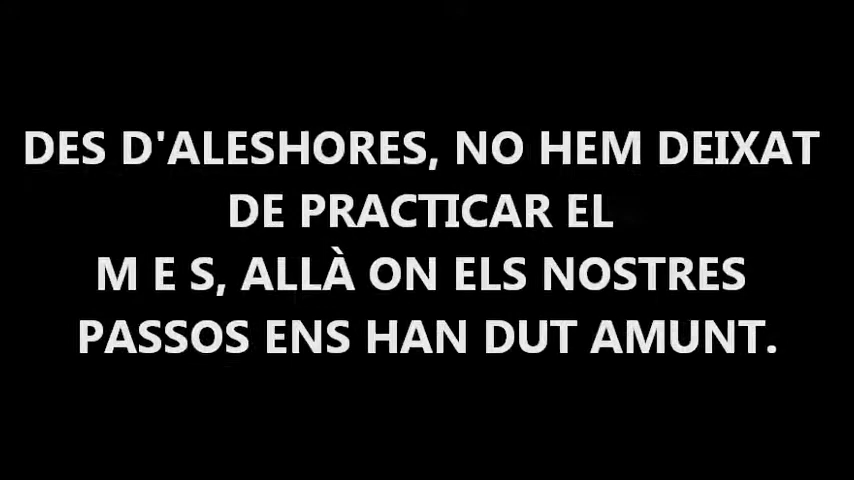 DES D'ALESHORES, NO HEM DEIXAT
DE PRACTICAR EL
M E S, ALLÀ ON ELS NOSTRES
PASSOS ENS HAN DUT AMUNT.